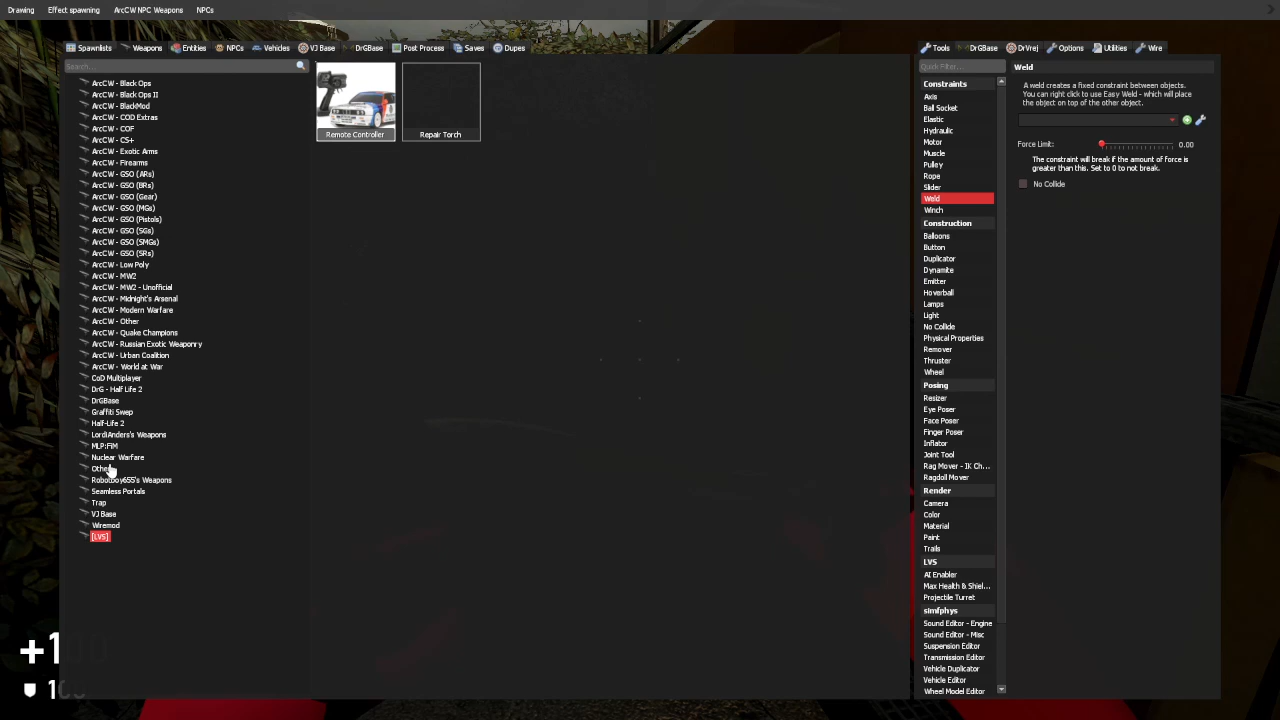 Drawing Effect spawning ArcCW NPC Weapons NPCs
Spawnlists Weapons Entities NPCs Vehicles VJ Base DrGBase Post Process Saves Dupes
Search...
ArcCW - Black Ops
ArcCW - Black Ops II
ArcCW - BlackMod
ArcCW - COD Extras
ArcCW - COF
ArcCW - CS+
ArcCW - Exotic Arms
ArcCW - Firearms
ArcCW - GSO (ARs)
ArcCW - GSO (BRs)
ArcCW - GSO (Gear)
ArcCW - GSO (MGs)
ArcCW - GSO (Pistols)
ArcCW - GSO (SGs)
ArcCW - GSO (SMGs)
ArcCW - GSO (SRs)
ArcCW - Low Poly
ArcCW - MW2
ArcCW - MW2 - Unofficial
ArcCW - Midnight's Arsenal
ArcCW - Modern Warfare
ArcCW - Other
ArcCW - Quake Champions
ArcCW - Russian Exotic Weaponry
ArcCW - Urban Coalition
ArcCW - World at War
CoD Multiplayer
DrG - Half Life 2
DrGBase
Graffiti Swep
Half-Life 2
LordiAnders's Weapons
MLP:FiM
Nuclear Warfare
Other
Robotboy655's Weapons
Seamless Portals
Trap
VJ Base
Wiremod
[LVS]
Remote Controller Repair Torch
Tools DrGBase DrVrej Options Utilities Wire
Quick Filter...
Constraints
Axis
Ball Socket
Elastic
Hydraulic
Motor
Muscle
Pulley
Rope
Slider
Weld
Winch
Construction
Balloons
Button
Duplicator
Dynamite
Emitter
Hoverball
Lamps
Light
No Collide
Physical Properties
Remover
Thruster
Wheel
Posing
Resizer
Eye Poser
Face Poser
Finger Poser
Inflator
Joint Tool
Rag Mover - IK Ch...
Ragdoll Mover
Render
Camera
Color
Material
Paint
Trails
LVS
AI Enabler
Max Health & Shiel...
Projectile Turret
simfphys
Sound Editor - Engine
Sound Editor - Misc
Suspension Editor
Transmission Editor
Vehicle Duplicator
Vehicle Editor
Wheel Model Editor
Weld
A weld creates a fixed constraint between objects.
You can right click to use Easy Weld - which will place
the object on top of the other object.
Force Limit: 0.00
The constraint will break if the amount of force is
greater than this. Set to 0 to not break.
No Collide